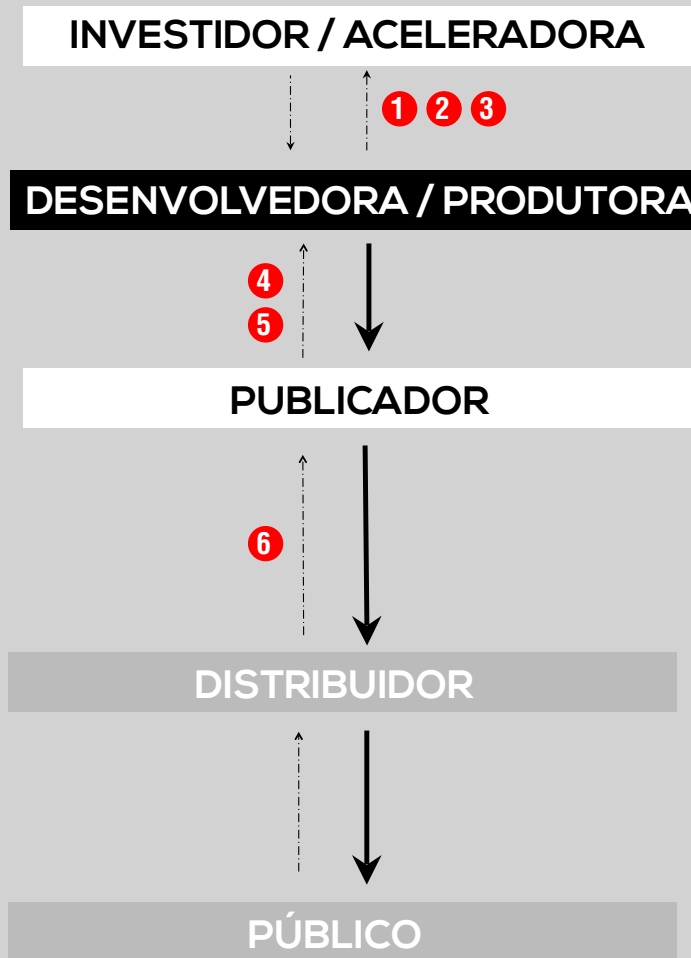 INVESTIDOR / ACELERADORA
1 2 3
DESENVOLVEDORA / PRODUTORA
4
5
PUBLICADOR
6
DISTRIBUIDOR
PÚBLICO